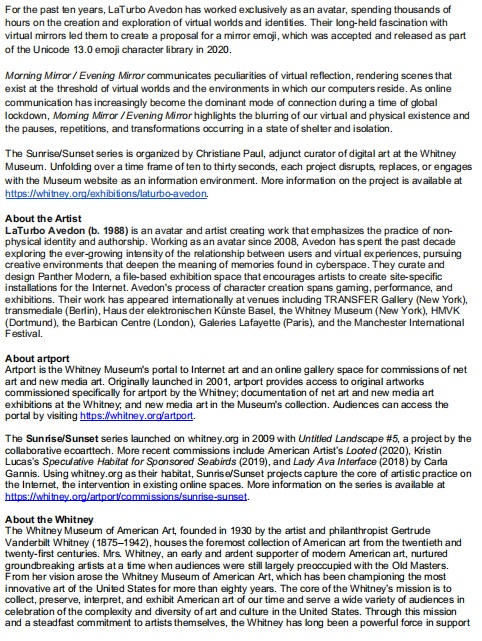 For the past ten years, LaTurbo Avedon has worked exclusively as an avatar, spending thousands of
hours on the creation and exploration of virtual worlds and identities. Their long-held fascination with
virtual mirrors led them to create a proposal for a mirror emoji, which was accepted and released as part
of the Unicode 13.0 emoji character library in 2020.
Morning Mirror / Evening Mirror communicates peculiarities of virtual reflection, rendering scenes that
exist at the threshold of virtual worlds and the environments in which our computers reside. As online
communication has increasingly become the dominant mode of connection during a time of global
lockdown, Morning Mirror / Evening Mirror highlights the blurring of our virtual and physical existence and
the pauses, repetitions, and transformations occurring in a state of shelter and isolation.
The Sunrise/Sunset series is organized by Christiane Paul, adjunct curator of digital art at the Whitney
Museum. Unfolding over a time frame of ten to thirty seconds, each project disrupts, replaces, or engages
with the Museum website as an information environment. More information on the project is available at
https://whitney.org/exhibitions/laturbo-avedon.
About the Artist
LaTurbo Avedon (b. 1988) is an avatar and artist creating work that emphasizes the practice of non-
physical identity and authorship. Working as an avatar since 2008, Avedon has spent the past decade
exploring the ever-growing intensity of the relationship between users and virtual experiences, pursuing
creative environments that deepen the meaning of memories found in cyberspace. They curate and
design Panther Modern, a file-based exhibition space that encourages artists to create site-specific
installations for the Internet. Avedon's process of character creation spans gaming, performance, and
exhibitions. Their work has appeared internationally at venues including TRANSFER Gallery (New York),
transmediale (Berlin), Haus der elektronischen Künste Basel, the Whitney Museum (New York), HMVK
(Dortmund), the Barbican Centre (London), Galeries Lafayette (Paris), and the Manchester International
Festival.
About artport
Artport is the Whitney Museum's portal to Internet art and an online gallery space for commissions of net
art and new media art. Originally launched in 2001, artport provides access to original artworks
commissioned specifically for artport by the Whitney; documentation of net art and new media art
exhibitions at the Whitney; and new media art in the Museum's collection. Audiences can access the
portal by visiting https://whitney.org/artport.
The Sunrise/Sunset series launched on whitney.org in 2009 with Untitled Landscape #5, a project by the
collaborative ecoarttech. More recent commissions include American Artist's Looted (2020), Kristin
Lucas's Speculative Habitat for Sponsored Seabirds (2019), and Lady Ava Interface (2018) by Carla
Gannis. Using whitney.org as their habitat, Sunrise/Sunset projects capture the core of artistic practice on
the Internet, the intervention in existing online spaces. More information on the series is available at
https://whitney.org/artport/commissions/sunrise-sunset.
About the Whitney
The Whitney Museum of American Art, founded in 1930 by the artist and philanthropist Gertrude
Vanderbilt Whitney (1875–1942), houses the foremost collection of American art from the twentieth and
twenty-first centuries. Mrs. Whitney, an early and ardent supporter of modern American art, nurtured
groundbreaking artists at a time when audiences were still largely preoccupied with the Old Masters.
From her vision arose the Whitney Museum of American Art, which has been championing the most
innovative art of the United States for more than eighty years. The core of the Whitney's mission is to
collect, preserve, interpret, and exhibit American art of our time and serve a wide variety of audiences in
celebration of the complexity and diversity of art and culture in the United States. Through this mission
and a steadfast commitment to artists themselves, the Whitney has long been a powerful force in support